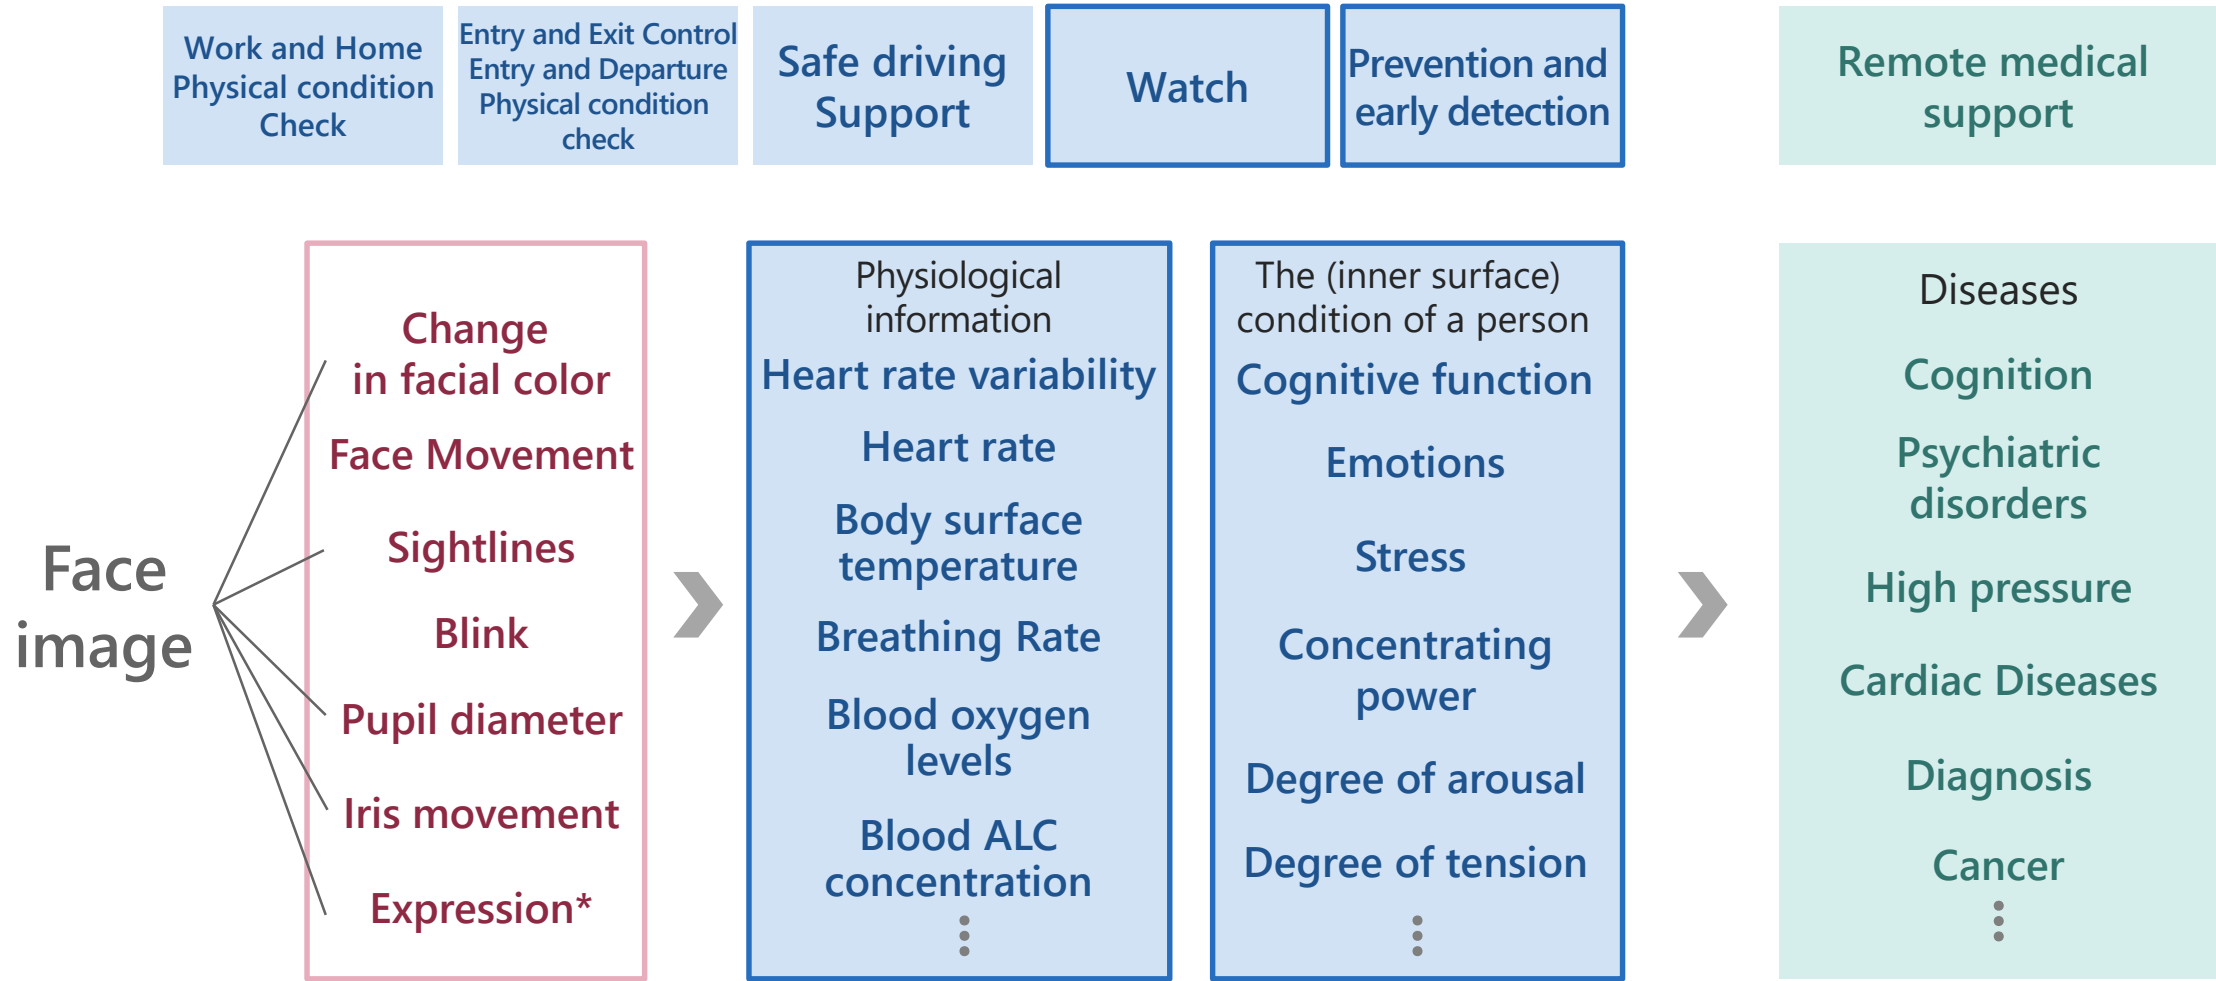 Work and Home
Physical condition
Check
Entry and Exit Control
Entry and Departure
Physical condition
check
Safe driving
Support
Watch
Prevention and
early detection
Remote medical
support
Face
image
Change
in facial color
Face Movement
Sightlines
Blink
Pupil diameter
Iris movement
Expression*
Physiological
information
Heart rate variability
Heart rate
Body surface
temperature
Breathing Rate
Blood oxygen
levels
Blood ALC
concentration
The (inner surface)
condition of a person
Cognitive function
Emotions
Stress
Concentrating
power
Degree of arousal
Degree of tension
Diseases
Cognition
Psychiatric
disorders
High pressure
Cardiac Diseases
Diagnosis
Cancer